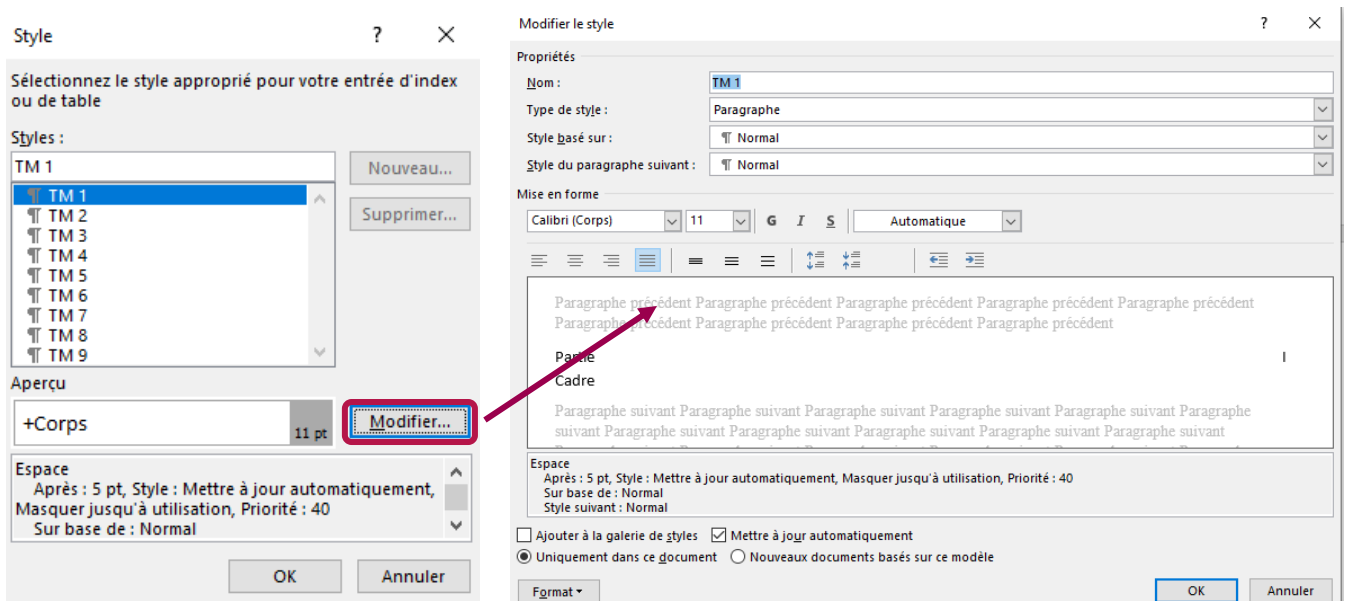 Style
?
Sélectionnez le style approprié pour votre entrée d'index
ou de table
Styles :
TM 1
Nouveau...
Supprimer...
¶ TM 1
¶ TM 2
¶ TM 3
¶ TM 4
¶ TM 5
¶ TM 6
¶ TM 7
¶ TM 8
¶ TM 9
Aperçu
+Corps
11 pt
Modifier...
Espace
Après : 5 pt, Style : Mettre à jour automatiquement,
Masquer jusqu'à utilisation, Priorité : 40
Sur base de : Normal
OK
Annuler
Modifier le style
?
Propriétés
Nom :
TM 1
Type de style :
Paragraphe
Style basé sur :
¶ Normal
Style du paragraphe suivant :
¶ Normal
Mise en forme
Calibri (Corps)
11
G I S
Automatique
Paragraphe précédent Paragraphe précédent Paragraphe précédent Paragraphe précédent Paragraphe précédent
Paragraphe précédent Paragraphe précédent Paragraphe précédent Paragraphe précédent
Partie I
Cadre
Paragraphe suivant Paragraphe suivant Paragraphe suivant Paragraphe suivant Paragraphe suivant Paragraphe
suivant Paragraphe suivant Paragraphe suivant Paragraphe suivant Paragraphe suivant Paragraphe suivant
Espace
Après : 5 pt, Style : Mettre à jour automatiquement, Masquer jusqu'à utilisation, Priorité : 40
Sur base de : Normal
Style suivant : Normal
Ajouter à la galerie de styles
Mettre à jour automatiquement
Uniquement dans ce document
Nouveaux documents basés sur ce modèle
Format
OK
Annuler